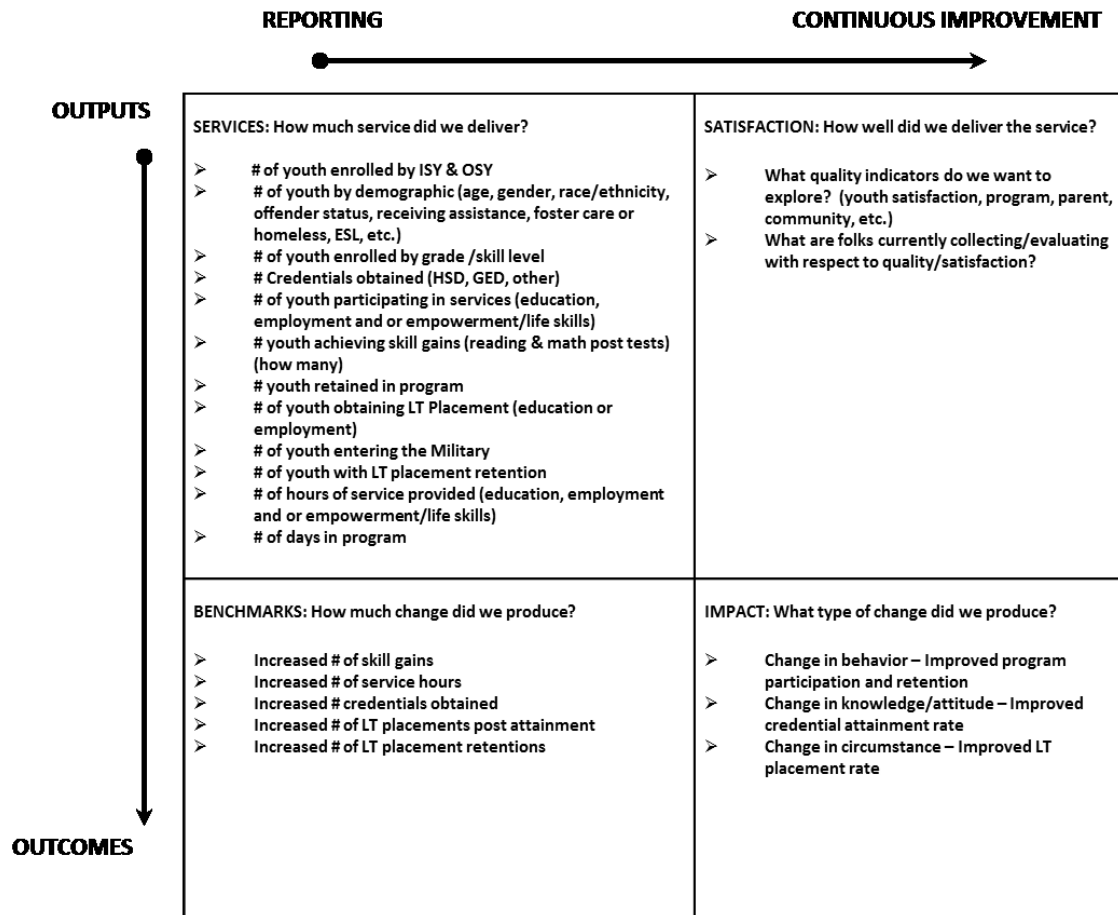 REPORTING
CONTINUOUS IMPROVEMENT
OUTPUTS
SERVICES: How much service did we deliver?
➢ # of youth enrolled by ISY & OSY
➢ # of youth by demographic (age, gender, race/ethnicity,
offender status, receiving assistance, foster care or
homeless, ESL, etc.)
➢ # of youth enrolled by grade /skill level
➢ # Credentials obtained (HSD, GED, other)
➢ # of youth participating in services (education,
employment and or empowerment/life skills)
➢ # youth achieving skill gains (reading & math post tests)
(how many)
➢ # youth retained in program
➢ # of youth obtaining LT Placement (education or
employment)
➢ # of youth entering the Military
➢ # of youth with LT placement retention
➢ # of hours of service provided (education, employment
and or empowerment/life skills)
➢ # of days in program
SATISFACTION: How well did we deliver the service?
➢ What quality indicators do we want to
explore? (youth satisfaction, program, parent,
community, etc.)
➢ What are folks currently collecting/evaluating
with respect to quality/satisfaction?
BENCHMARKS: How much change did we produce?
➢ Increased # of skill gains
➢ Increased # of service hours
➢ Increased # credentials obtained
➢ Increased # of LT placements post attainment
➢ Increased # of LT placement retentions
IMPACT: What type of change did we produce?
➢ Change in behavior – Improved program
participation and retention
➢ Change in knowledge/attitude – Improved
credential attainment rate
➢ Change in circumstance – Improved LT
placement rate
OUTCOMES